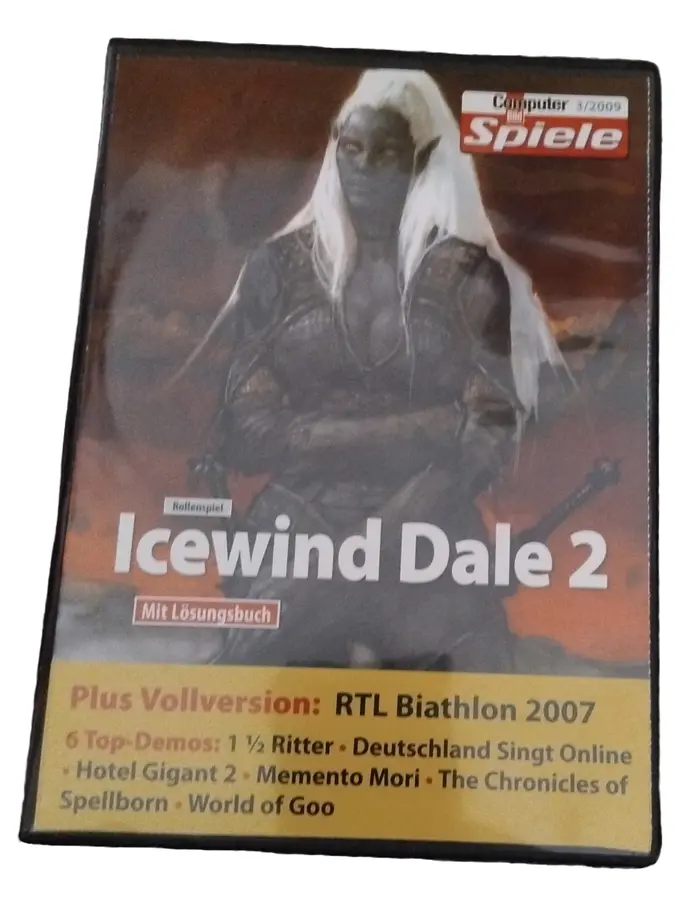 Computer 3/2009
Bild
Spiele
Rollenspiel
Icewind Dale 2
Mit Lösungsbuch
Plus Vollversion: RTL Biathlon 2007
6 Top-Demos: 1 ½ Ritter • Deutschland Singt Online
• Hotel Gigant 2 • Memento Mori • The Chronicles of
Spellborn • World of Goo